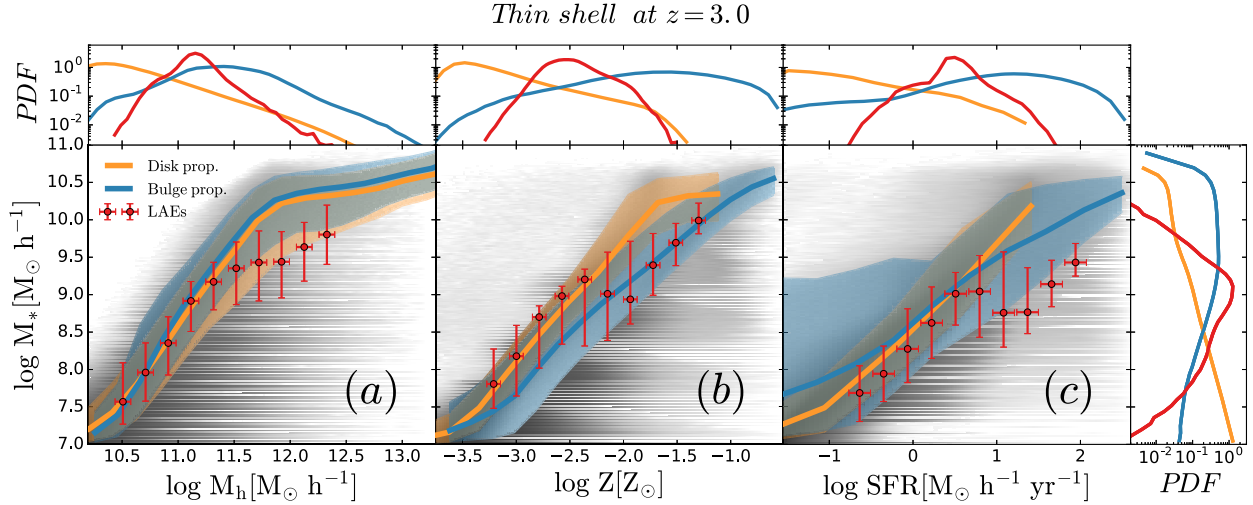 Thin shell at z = 3.0
PDF
10⁰
10⁻¹
10⁻²
11.0
10.5
10.0
9.5
9.0
8.5
8.0
7.5
7.0
log M* [M⊙ h⁻¹]
Disk prop.
Bulge prop.
LAEs
(a)
(b)
(c)
10.5 11.0 11.5 12.0 12.5 13.0
−3.5 −3.0 −2.5 −2.0 −1.5 −1.0
−1 0 1 2
10⁻² 10⁻¹ 10⁰
log Mh[M⊙ h⁻¹]
log Z[Z⊙]
log SFR[M⊙ h⁻¹ yr⁻¹]
PDF